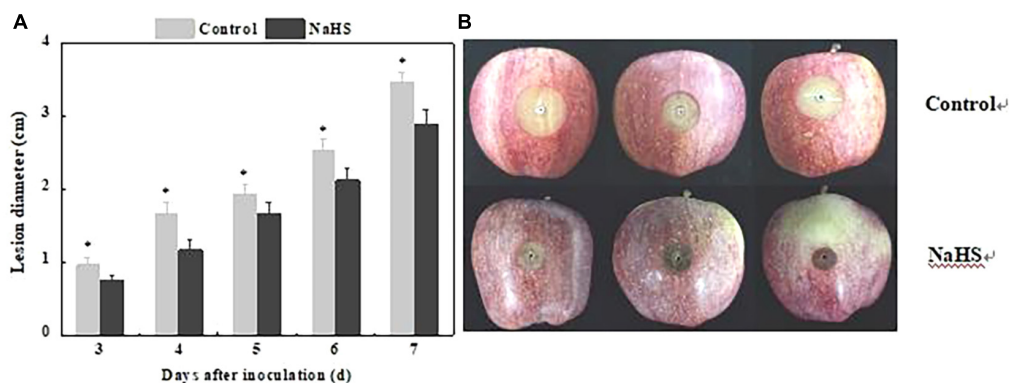 A
Control NaHS
B
4
3
2
1
0
Lesion diameter (cm)
* * * * *
3 4 5 6 7
Days after inoculation (d)
Control↵
NaHS↵